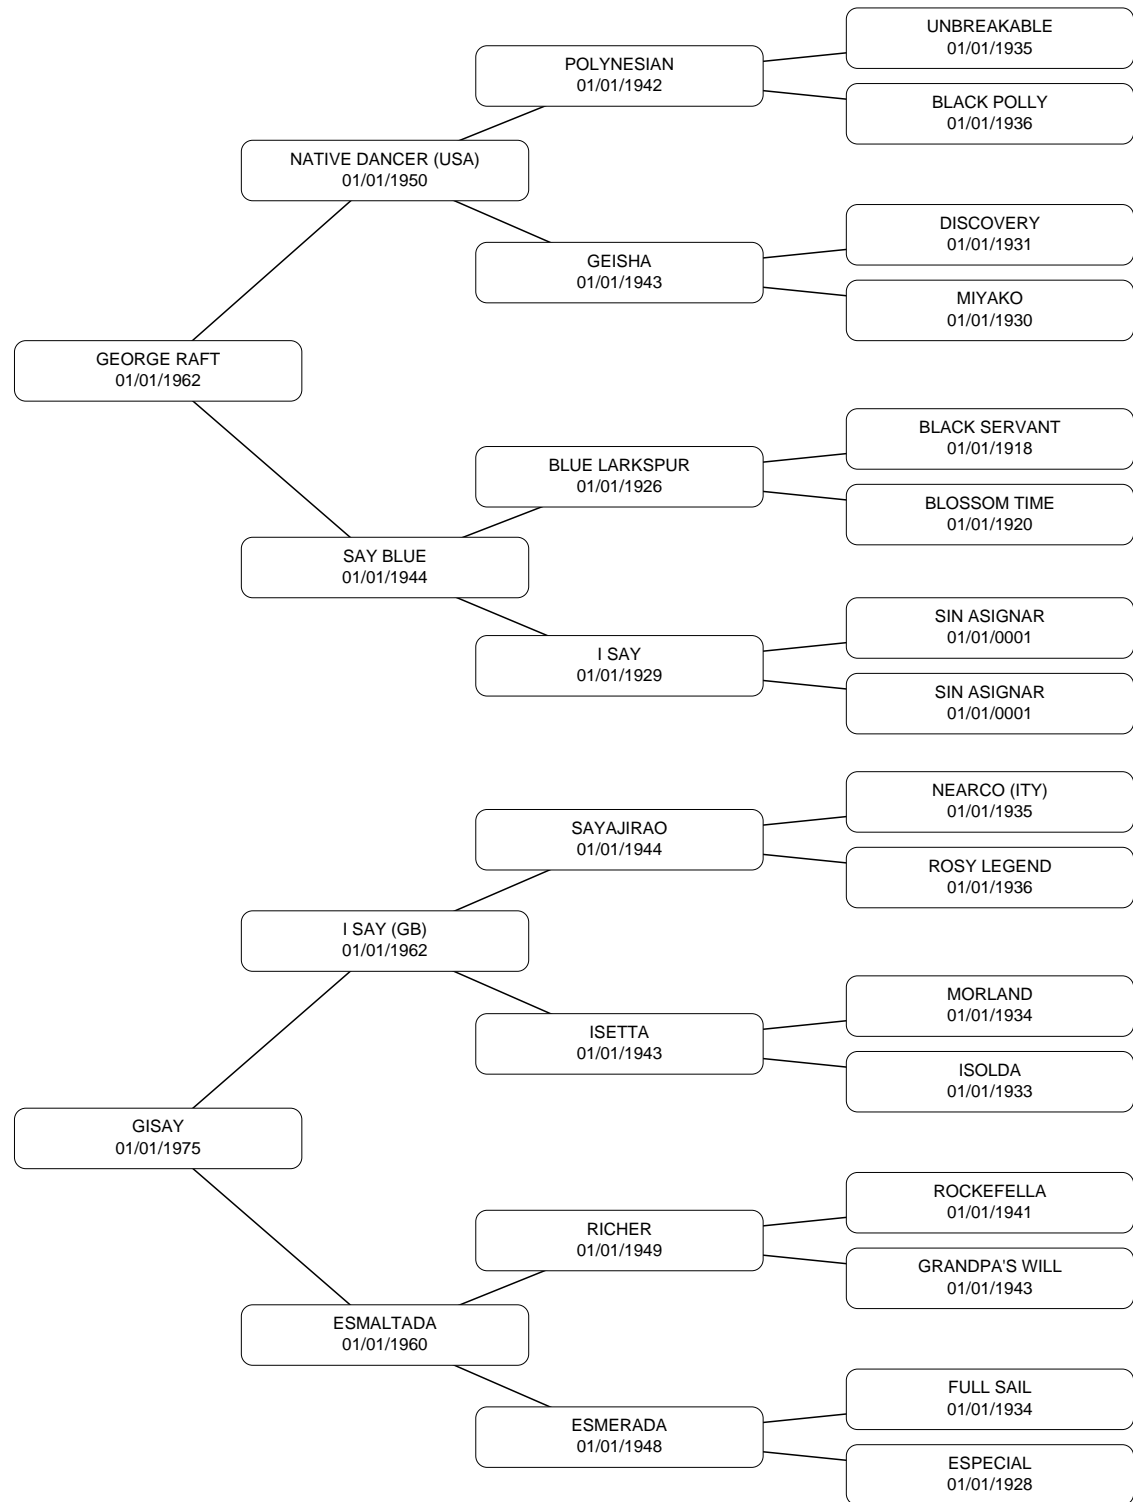 UNBREAKABLE
01/01/1935
POLYNESIAN
01/01/1942
BLACK POLLY
01/01/1936
NATIVE DANCER (USA)
01/01/1950
DISCOVERY
01/01/1931
GEISHA
01/01/1943
MIYAKO
01/01/1930
GEORGE RAFT
01/01/1962
BLACK SERVANT
01/01/1918
BLUE LARKSPUR
01/01/1926
BLOSSOM TIME
01/01/1920
SAY BLUE
01/01/1944
SIN ASIGNAR
01/01/0001
I SAY
01/01/1929
SIN ASIGNAR
01/01/0001
NEARCO (ITY)
01/01/1935
SAYAJIRAO
01/01/1944
ROSY LEGEND
01/01/1936
I SAY (GB)
01/01/1962
MORLAND
01/01/1934
ISETTA
01/01/1943
ISOLDA
01/01/1933
GISAY
01/01/1975
ROCKEFELLA
01/01/1941
RICHER
01/01/1949
GRANDPA'S WILL
01/01/1943
ESMALTADA
01/01/1960
FULL SAIL
01/01/1934
ESMERADA
01/01/1948
ESPECIAL
01/01/1928